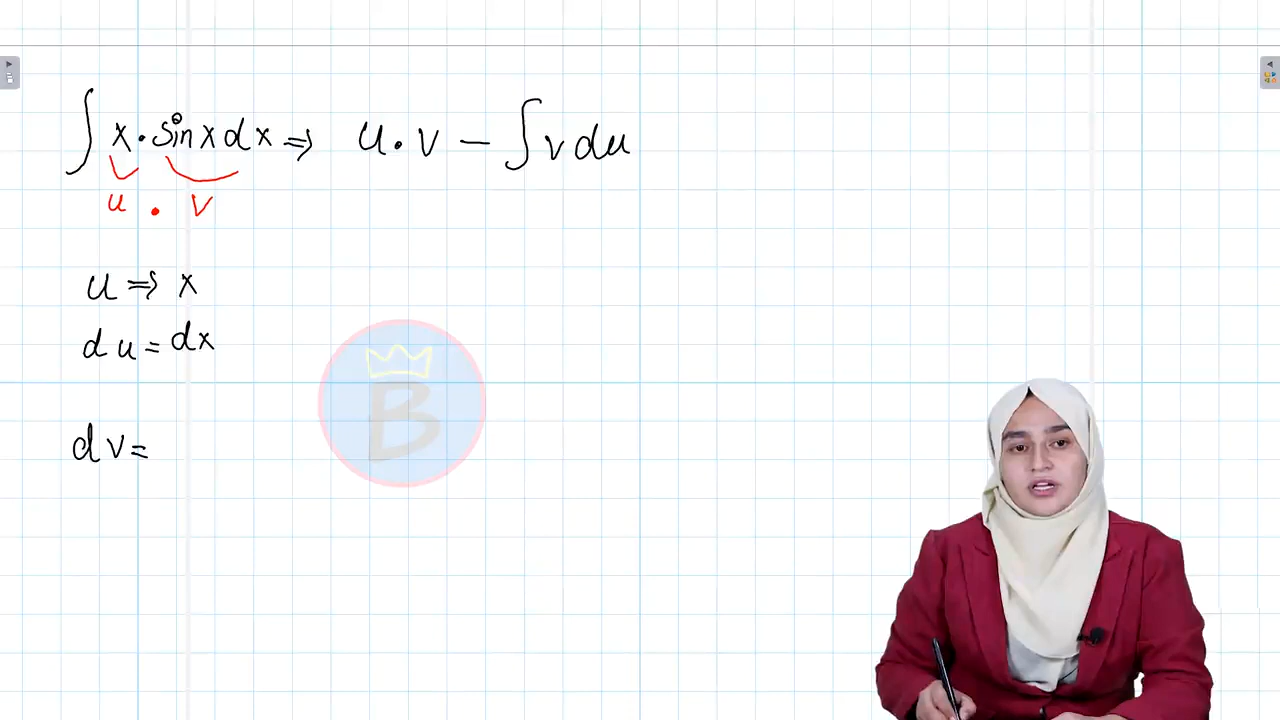 ∫ x · sin x dx ⇒ u · v − ∫ v du
u · v
u ⇒ x
du = dx
dv =
B